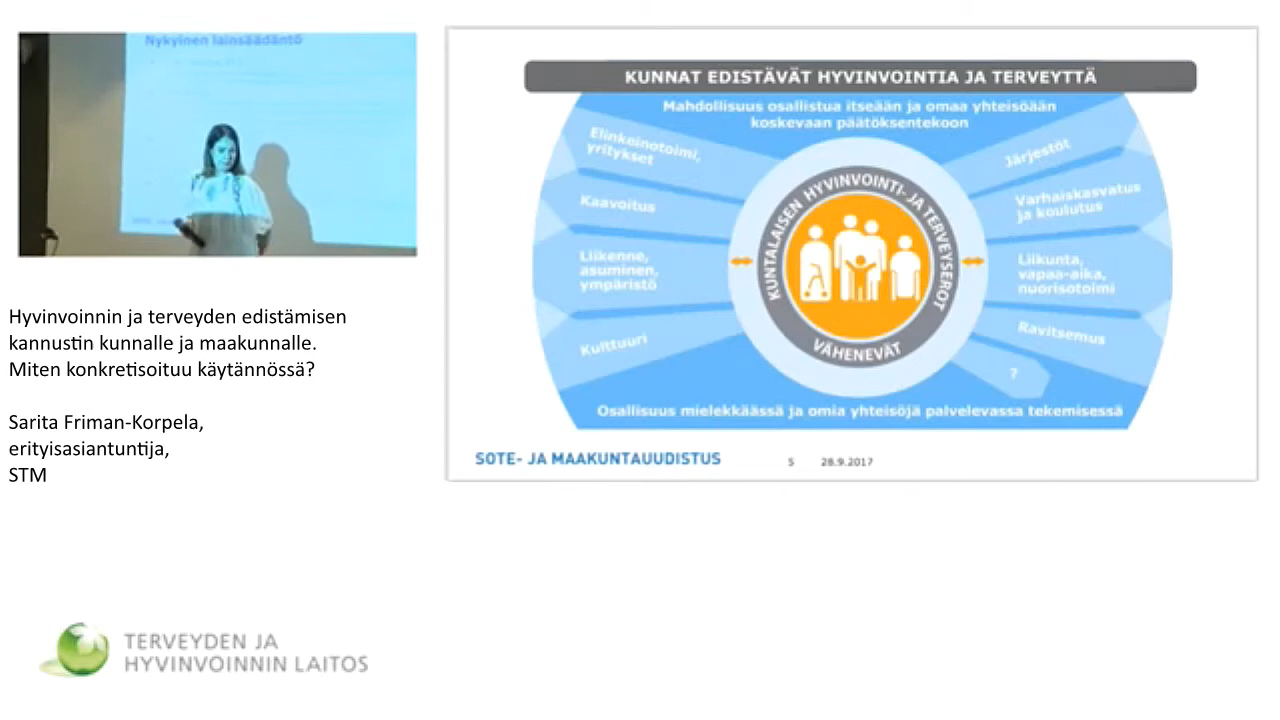 Nykyinen lainsäädäntö
Hyvinvoinnin ja terveyden edistämisen
kannustin kunnalle ja maakunnalle.
Miten konkretisoituu käytännössä?
Sarita Friman-Korpela,
erityisasiantuntija,
STM
KUNNAT EDISTÄVÄT HYVINVOINTIA JA TERVEYTTÄ
Mahdollisuus osallistua itseään ja omaa yhteisöään
koskevaan päätöksentekoon
Elinkeinotoimi,
yritykset
Kaavoitus
Liikenne,
asuminen,
ympäristö
Kulttuuri
KUNTALAISEN HYVINVOINTI- JA TERVEYSEROT
VÄHENEVÄT
Järjestöt
Varhaiskasvatus
ja koulutus
Liikunta,
vapaa-aika,
nuorisotoimi
Ravitsemus
?
Osallisuus mielekkäässä ja omia yhteisöjä palvelevassa tekemisessä
SOTE- JA MAAKUNTAUUDISTUS 5 28.9.2017
TERVEYDEN JA
HYVINVOINNIN LAITOS